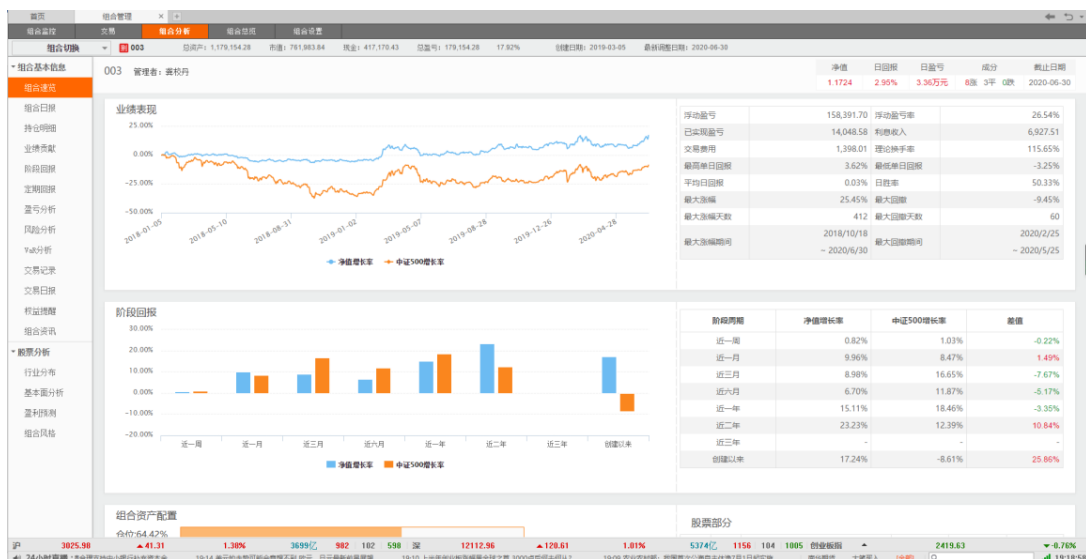 首页 组合管理 ×
组合监控 交易 组合分析 组合总览 组合设置
组合切换 003 总资产: 1,179,154.28 市值: 761,983.84 现金: 417,170.43 总盈亏: 179,154.28 17.92% 创建日期: 2019-03-05 最新调整日期: 2020-06-30
组合基本信息
组合速览
组合日报
持仓明细
业绩贡献
阶段回报
定期回报
盈亏分析
风险分析
VaR分析
交易记录
交易日报
权益提醒
组合资讯
股票分析
行业分布
基本面分析
盈利预测
组合风格
003 管理者: 龚校丹
净值 日回报 日盈亏 成分 截止日期
1.1724 2.95% 3.36万元 8涨 3平 0跌 2020-06-30
业绩表现
25.00%
0.00%
-25.00%
-50.00%
2018-01-05 2018-05-10 2018-08-31 2019-01-02 2019-05-07 2019-08-28 2019-12-26 2020-04-28
净值增长率 中证500增长率
浮动盈亏 158,391.70 浮动盈亏率 26.54%
已实现盈亏 14,048.58 利息收入 6,927.51
交易费用 1,398.01 理论换手率 115.65%
最高单日回报 3.62% 最低单日回报 -3.25%
平均日回报 0.03% 日胜率 50.33%
最大涨幅 25.45% 最大回撤 -9.45%
最大涨幅天数 412 最大回撤天数 60
最大涨幅期间 2018/10/18 ~ 2020/6/30 最大回撤期间 2020/2/25 ~ 2020/5/25
阶段回报
30.00%
20.00%
10.00%
0.00%
-10.00%
-20.00%
近一周 近一月 近三月 近六月 近一年 近二年 近三年 创建以来
净值增长率 中证500增长率
阶段周期 净值增长率 中证500增长率 差值
近一周 0.82% 1.03% -0.22%
近一月 9.96% 8.47% 1.49%
近三月 8.98% 16.65% -7.67%
近六月 6.70% 11.87% -5.17%
近一年 15.11% 18.46% -3.35%
近二年 23.23% 12.39% 10.84%
近三年 - - -
创建以来 17.24% -8.61% 25.86%
组合资产配置
仓位:64.42%
股票部分
沪 3025.98 ▲41.31 1.38% 3699亿 982 102 598 深 12112.96 ▲120.61 1.01% 5374亿 1156 104 1005 创业板指 2419.63 ▼-0.76%
24小时直播
19:18